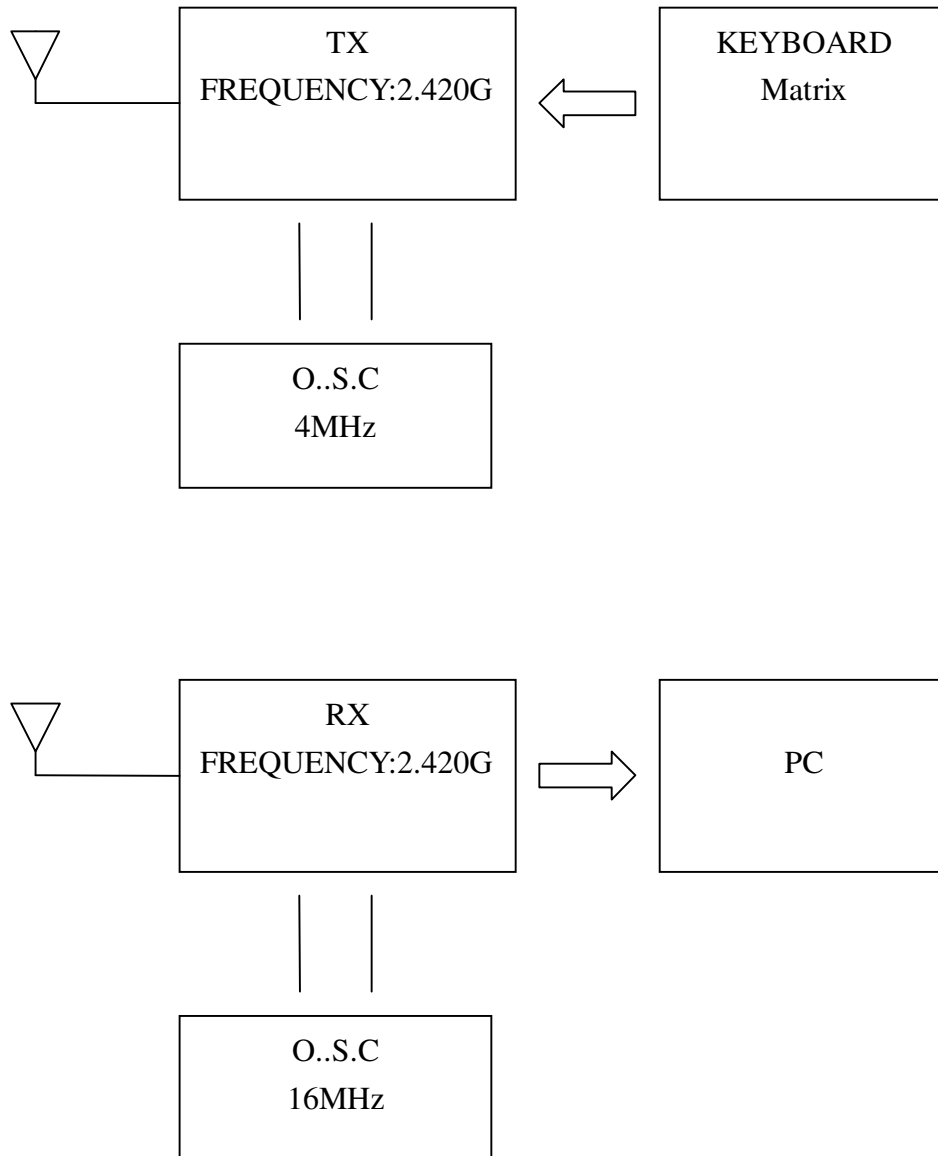 TX
FREQUENCY:2.420G
KEYBOARD
Matrix
O..S.C
4MHz
RX
FREQUENCY:2.420G
PC
O..S.C
16MHz